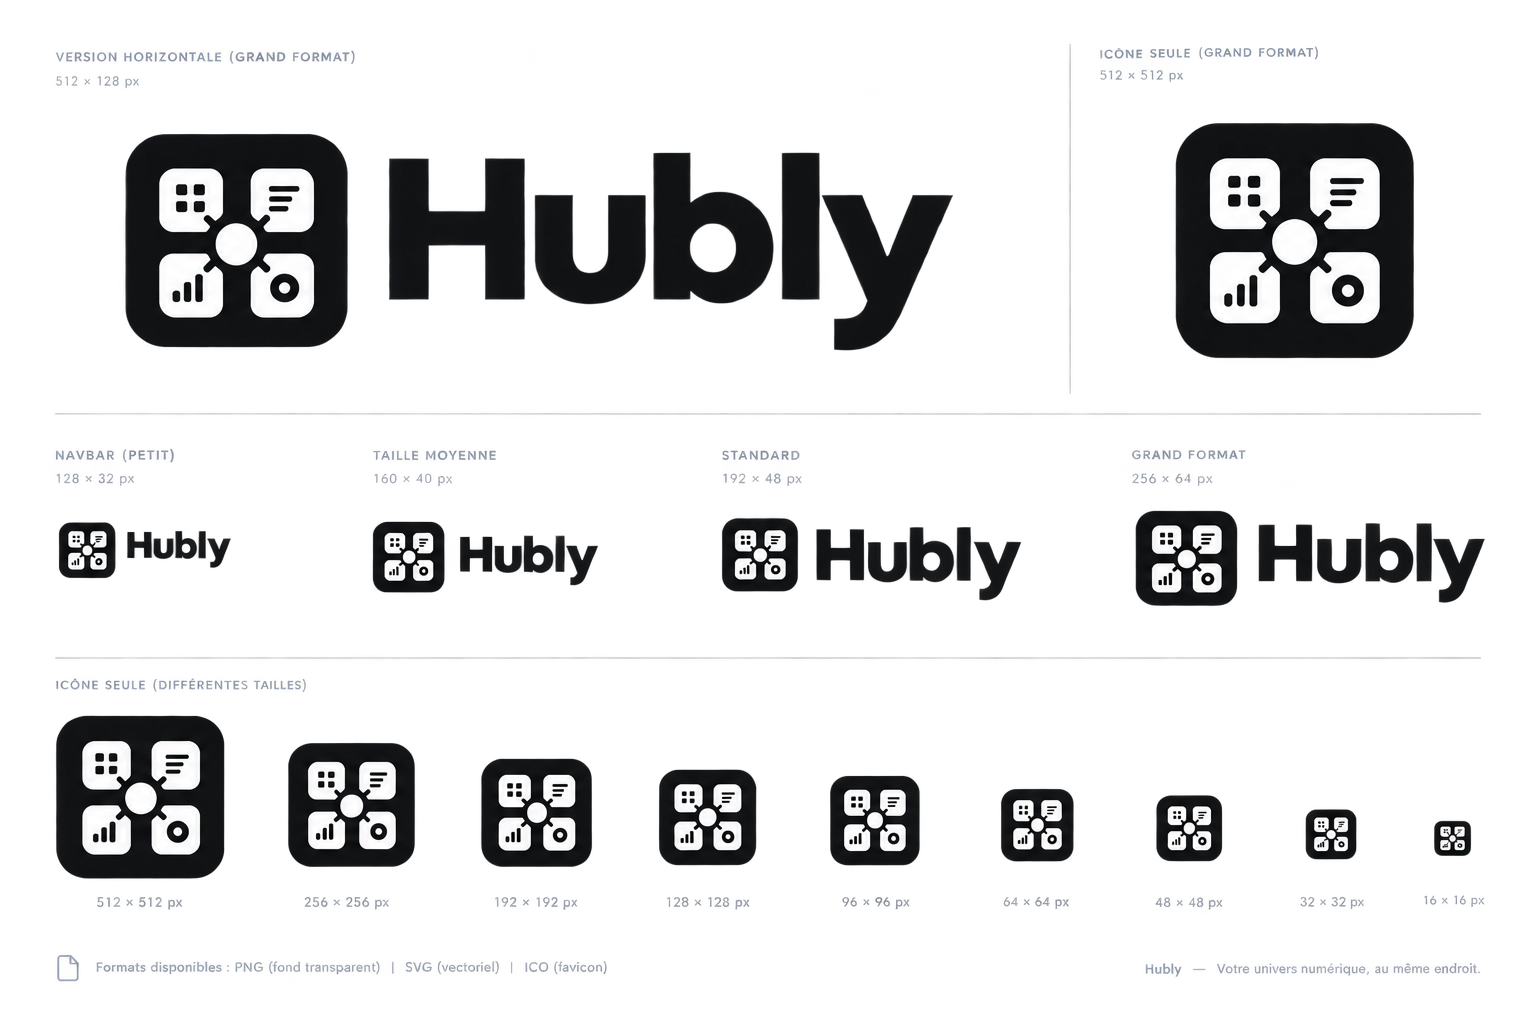 VERSION HORIZONTALE (GRAND FORMAT)
512 × 128 px
Hubly
ICÔNE SEULE (GRAND FORMAT)
512 × 512 px
NAVBAR (PETIT)
128 × 32 px
Hubly
TAILLE MOYENNE
160 × 40 px
Hubly
STANDARD
192 × 48 px
Hubly
GRAND FORMAT
256 × 64 px
Hubly
ICÔNE SEULE (DIFFÉRENTES TAILLES)
512 × 512 px
256 × 256 px
192 × 192 px
128 × 128 px
96 × 96 px
64 × 64 px
48 × 48 px
32 × 32 px
16 × 16 px
Formats disponibles : PNG (fond transparent) | SVG (vectoriel) | ICO (favicon)
Hubly — Votre univers numérique, au même endroit.